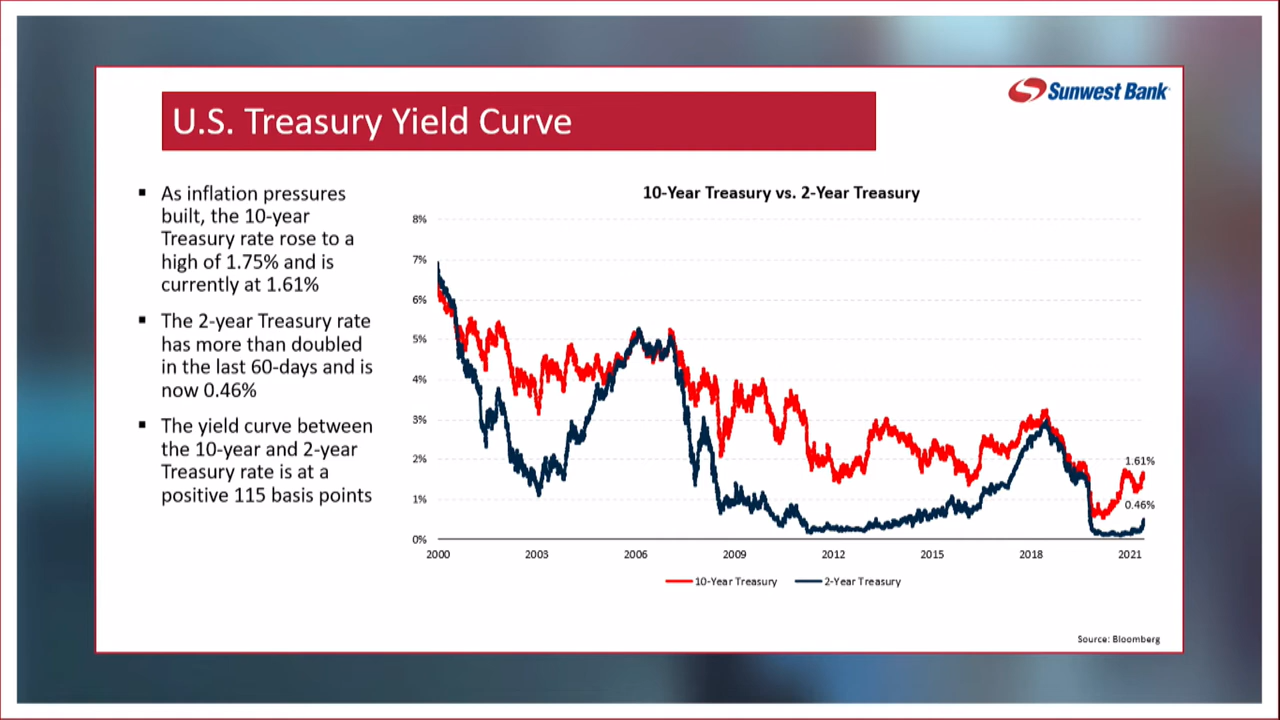 Sunwest Bank
U.S. Treasury Yield Curve
▪ As inflation pressures
built, the 10-year
Treasury rate rose to a
high of 1.75% and is
currently at 1.61%
▪ The 2-year Treasury rate
has more than doubled
in the last 60-days and is
now 0.46%
▪ The yield curve between
the 10-year and 2-year
Treasury rate is at a
positive 115 basis points
10-Year Treasury vs. 2-Year Treasury
8%
7%
6%
5%
4%
3%
2%
1%
0%
1.61%
0.46%
2000 2003 2006 2009 2012 2015 2018 2021
10-Year Treasury 2-Year Treasury
Source: Bloomberg